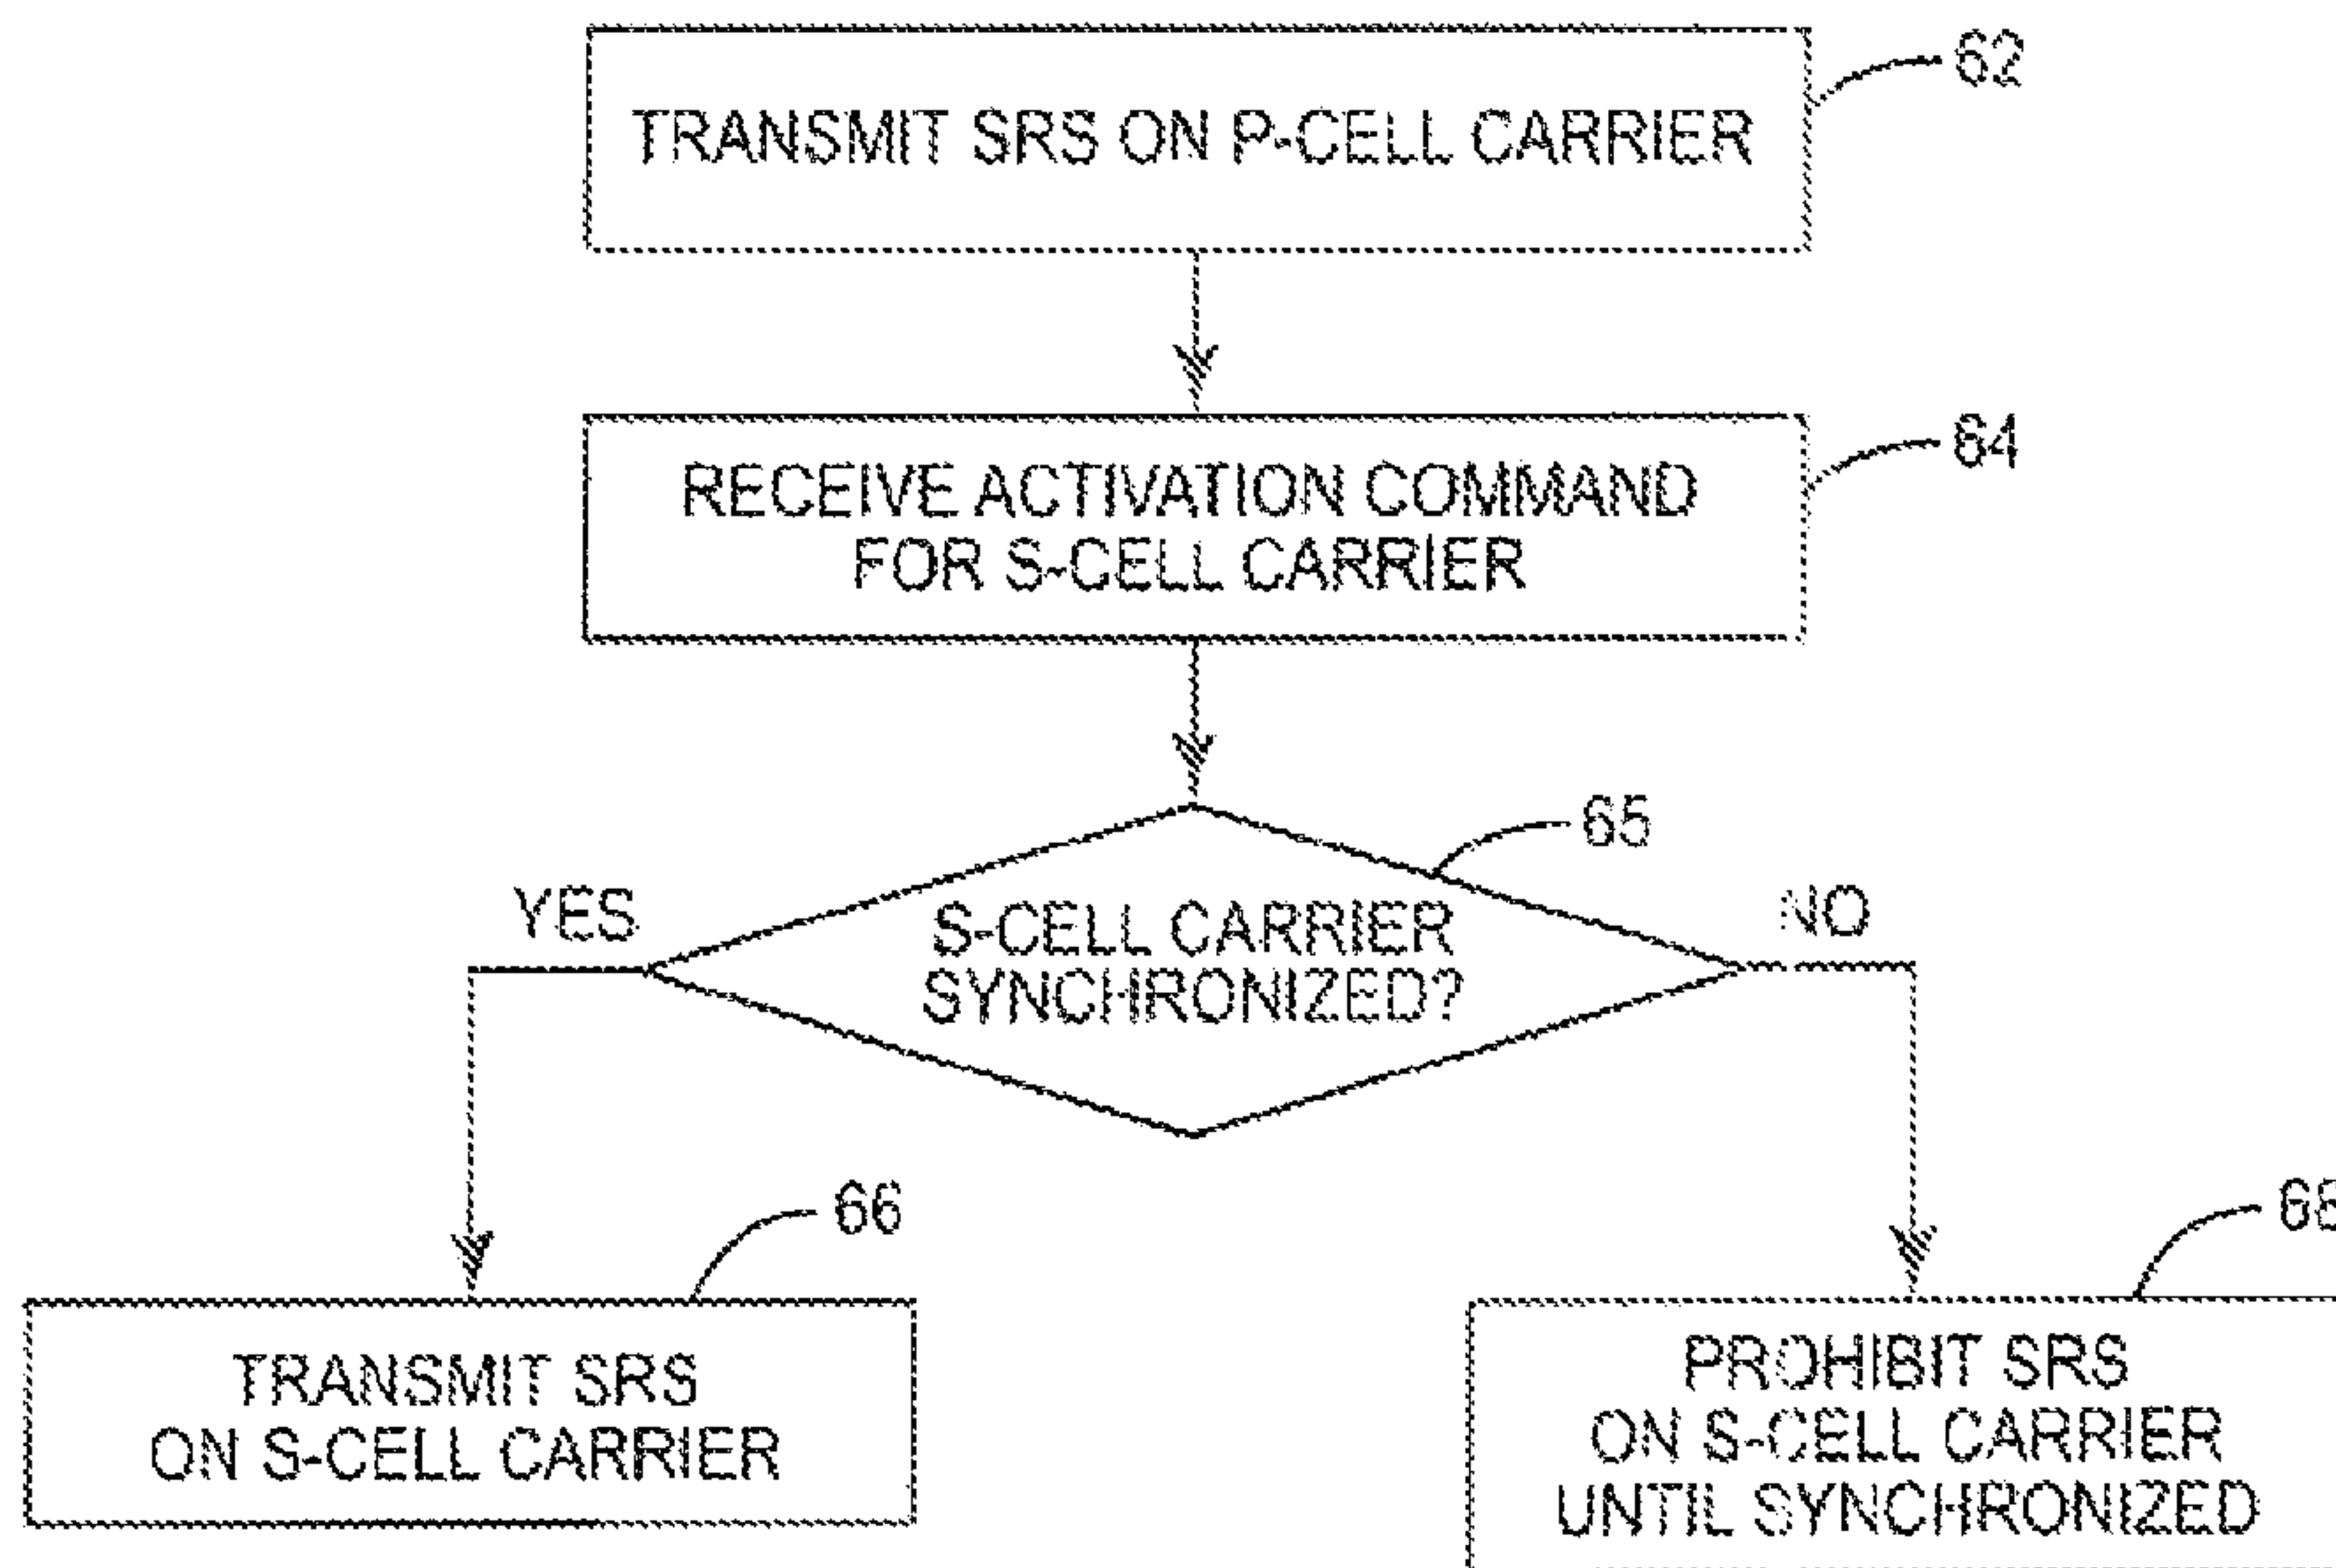 62
TRANSMIT SRS ON P-CELL CARRIER
64
RECEIVE ACTIVATION COMMAND
FOR S-CELL CARRIER
65
YES
NO
S-CELL CARRIER
SYNCHRONIZED?
66
68
TRANSMIT SRS
ON S-CELL CARRIER
PROHIBIT SRS
ON S-CELL CARRIER
UNTIL SYNCHRONIZED